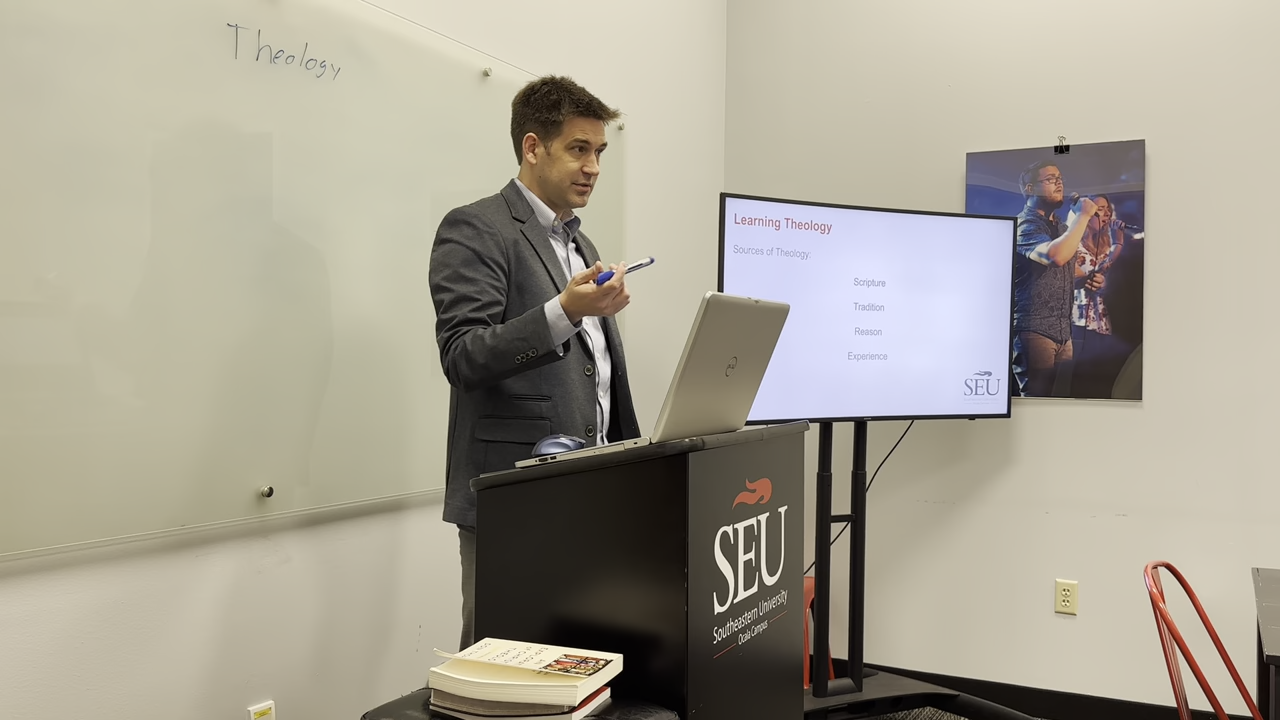 Theology
Learning Theology
Sources of Theology:
Scripture
Tradition
Reason
Experience
SEU
SEU
Southeastern University
Ocala Campus